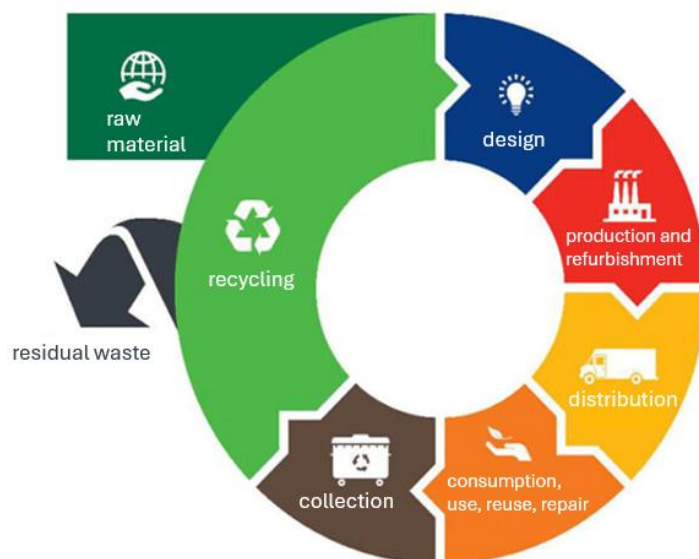 raw
material
design
production and
refurbishment
recycling
residual waste
distribution
consumption,
use, reuse, repair
collection